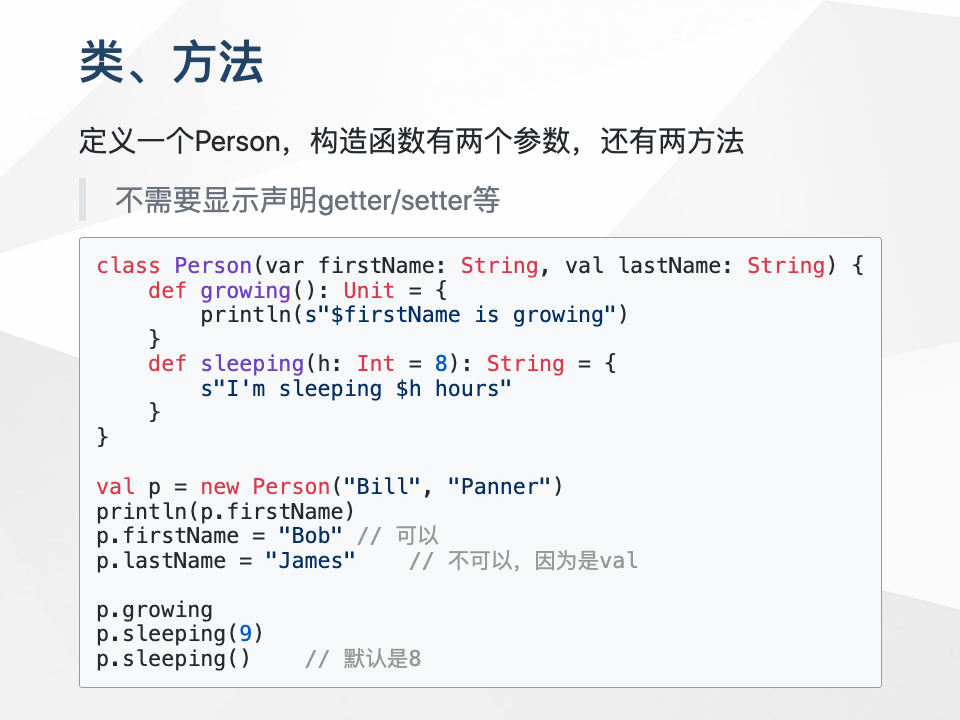 类、方法
定义一个Person，构造函数有两个参数，还有两方法
不需要显示声明getter/setter等
class Person(var firstName: String, val lastName: String) {
    def growing(): Unit = {
        println(s"$firstName is growing")
    }
    def sleeping(h: Int = 8): String = {
        s"I'm sleeping $h hours"
    }
}

val p = new Person("Bill", "Panner")
println(p.firstName)
p.firstName = "Bob" // 可以
p.lastName = "James"    // 不可以，因为是val

p.growing
p.sleeping(9)
p.sleeping()    // 默认是8